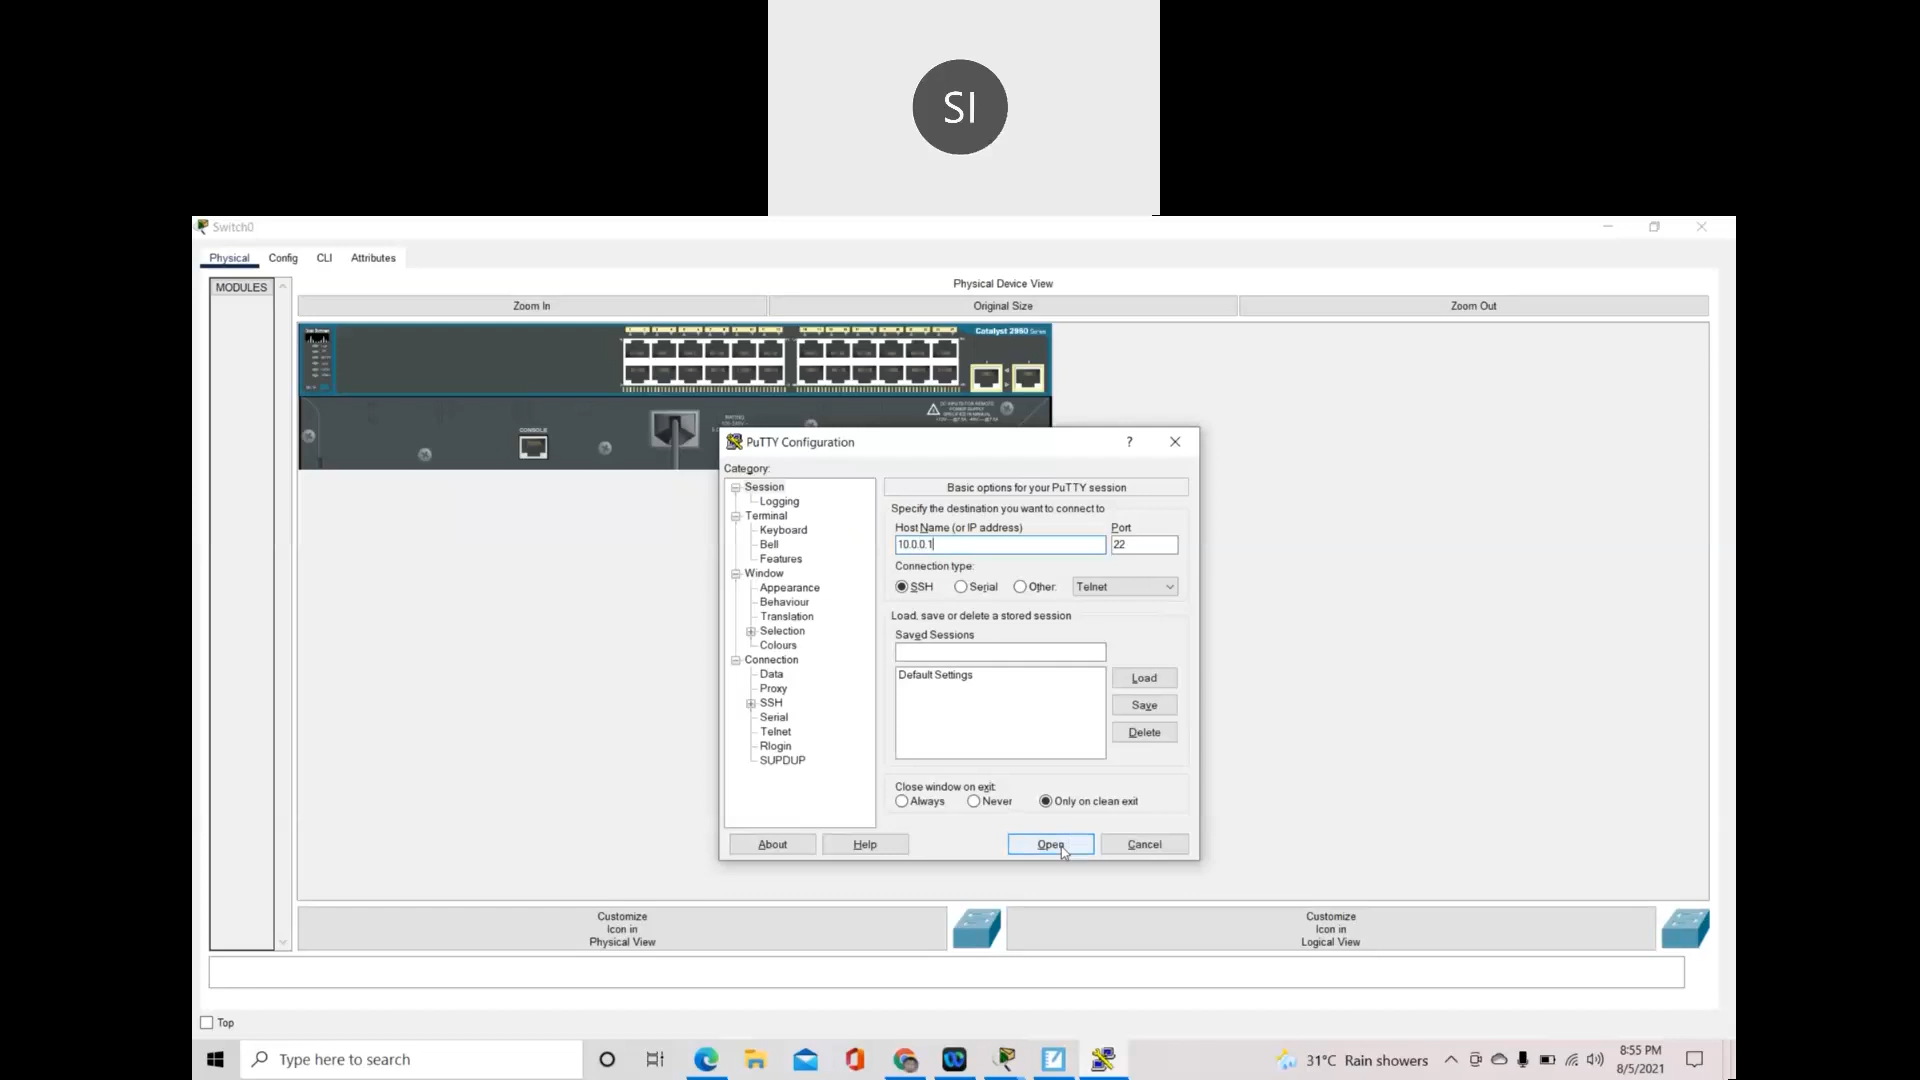 SI
Switch0
Physical Config CLI Attributes
MODULES
Physical Device View
Zoom In Original Size Zoom Out
Catalyst 2960 Series
CONSOLE
PuTTY Configuration ?
Category:
Session
Logging
Terminal
Keyboard
Bell
Features
Window
Appearance
Behaviour
Translation
Selection
Colours
Connection
Data
Proxy
SSH
Serial
Telnet
Rlogin
SUPDUP
Basic options for your PuTTY session
Specify the destination you want to connect to
Host Name (or IP address) Port
10.0.0.1 22
Connection type:
SSH Serial Other: Telnet
Load, save or delete a stored session
Saved Sessions
Default Settings
Load
Save
Delete
Close window on exit:
Always Never Only on clean exit
About Help Open Cancel
Customize
Icon in
Physical View
Customize
Icon in
Logical View
Top
Type here to search
31°C Rain showers
8:55 PM
8/5/2021